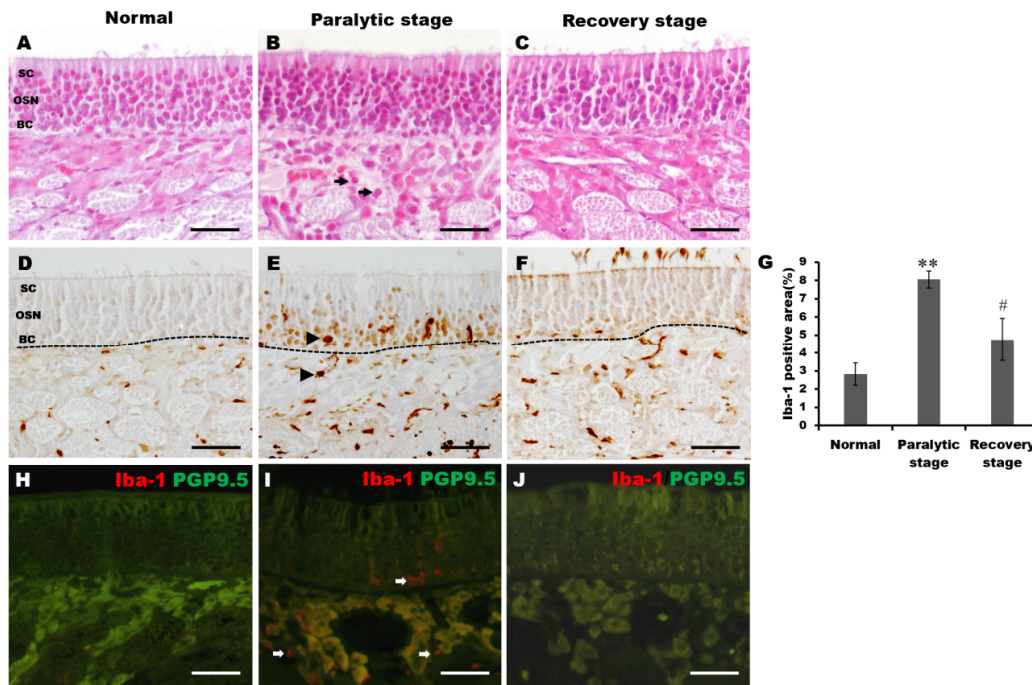 Normal
Paralytic stage
Recovery stage
A
B
C
SC
OSN
BC
D
E
F
SC
OSN
BC
G
Iba-1 positive area(%)
9
8
7
6
5
4
3
2
1
0
**
#
Normal
Paralytic stage
Recovery stage
H
Iba-1 PGP9.5
I
Iba-1 PGP9.5
J
Iba-1/PGP9.5